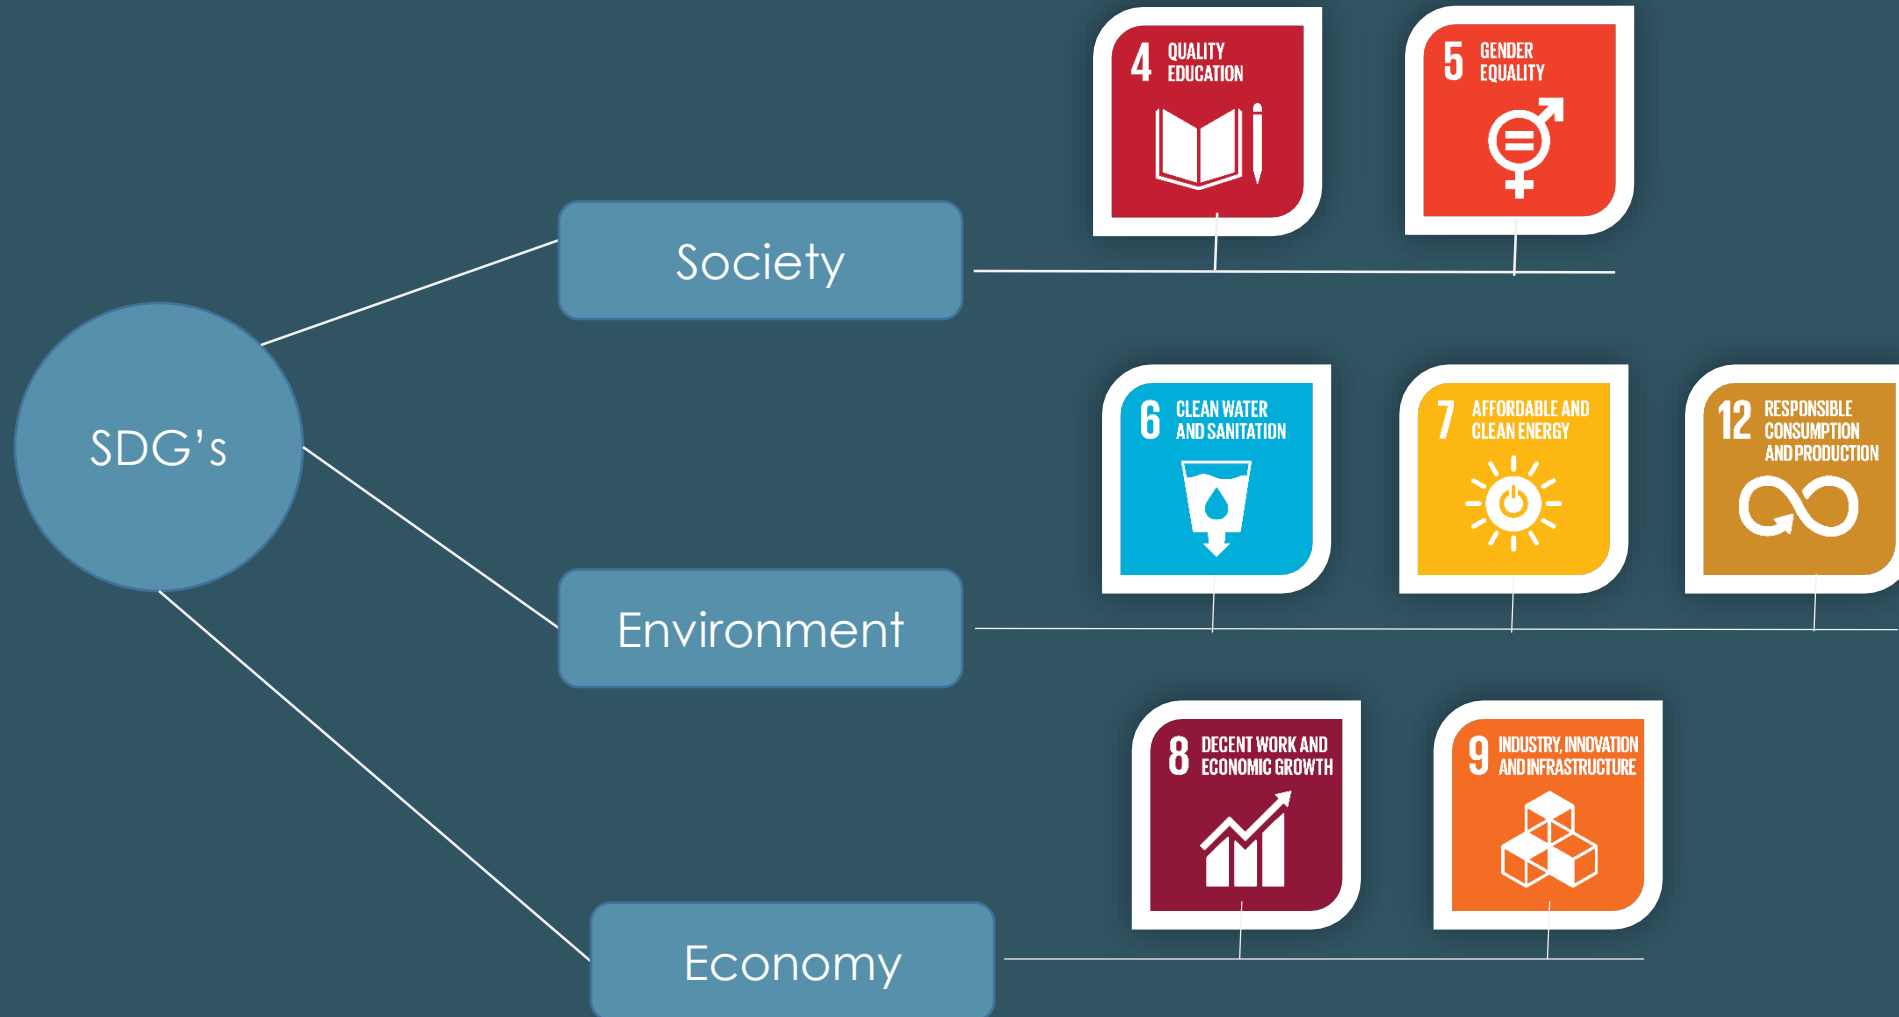 SDG's
Society
4 QUALITY
EDUCATION
5 GENDER
EQUALITY
Environment
6 CLEAN WATER
AND SANITATION
7 AFFORDABLE AND
CLEAN ENERGY
12 RESPONSIBLE
CONSUMPTION
AND PRODUCTION
Economy
8 DECENT WORK AND
ECONOMIC GROWTH
9 INDUSTRY, INNOVATION
AND INFRASTRUCTURE